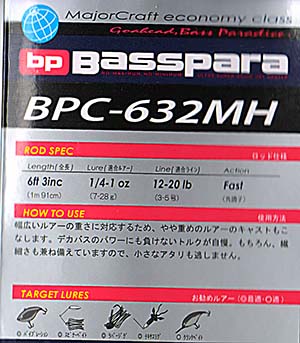 MajorCraft economy class
Goahead,Bass Paradise
bp Basspara
BPC-632MH
ROD SPEC ロッド仕様
Length(全長) Lure(適合ルアー) Line(適合ライン) Action
6ft 3inc 1/4-1 oz 12-20 lb Fast
(1m 91cm) (7-28g) (3-5号) (先調子)
HOW TO USE 使用方法
幅広いルアーの重さに対応するため、やや重めのルアーのキャストもこ
なします。デカバスのパワーにも負けないトルクが自慢。もちろん、繊
細さも兼ね備えていますので、小さなアタリも逃しません。
TARGET LURES お勧めルアー (◎最適・○適)